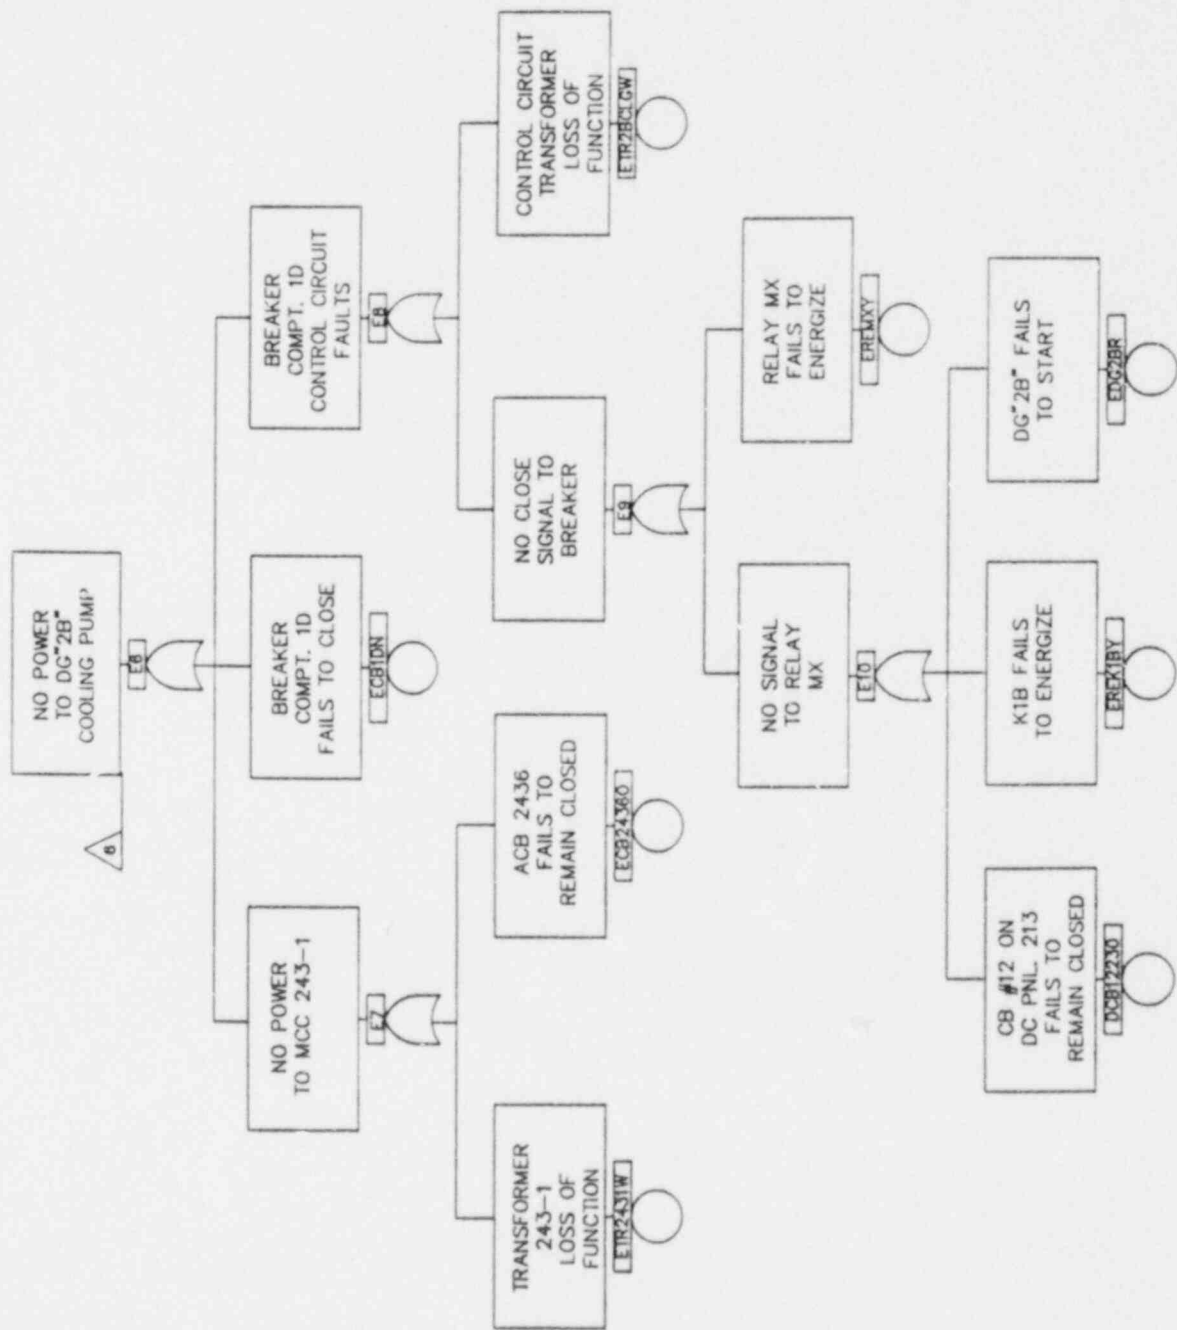 NO POWER
TO DG"2B"
COOLING PUMP
6
E6
NO POWER
TO MCC 243-1
E7
BREAKER
COMPT. 1D
FAILS TO CLOSE
ECB1DN
BREAKER
COMPT. 1D
CONTROL CIRCUIT
FAULTS
E8
TRANSFORMER
243-1
LOSS OF
FUNCTION
ETR2431W
ACB 2436
FAILS TO
REMAIN CLOSED
ECB2436O
NO CLOSE
SIGNAL TO
BREAKER
E9
CONTROL CIRCUIT
TRANSFORMER
LOSS OF
FUNCTION
ETR2BCLGW
NO SIGNAL
TO RELAY
MX
E10
RELAY MX
FAILS TO
ENERGIZE
EREMXY
CB #12 ON
DC PNL. 213
FAILS TO
REMAIN CLOSED
DCB12230
K1B FAILS
TO ENERGIZE
EREK1BY
DG"2B" FAILS
TO START
EDG2BR